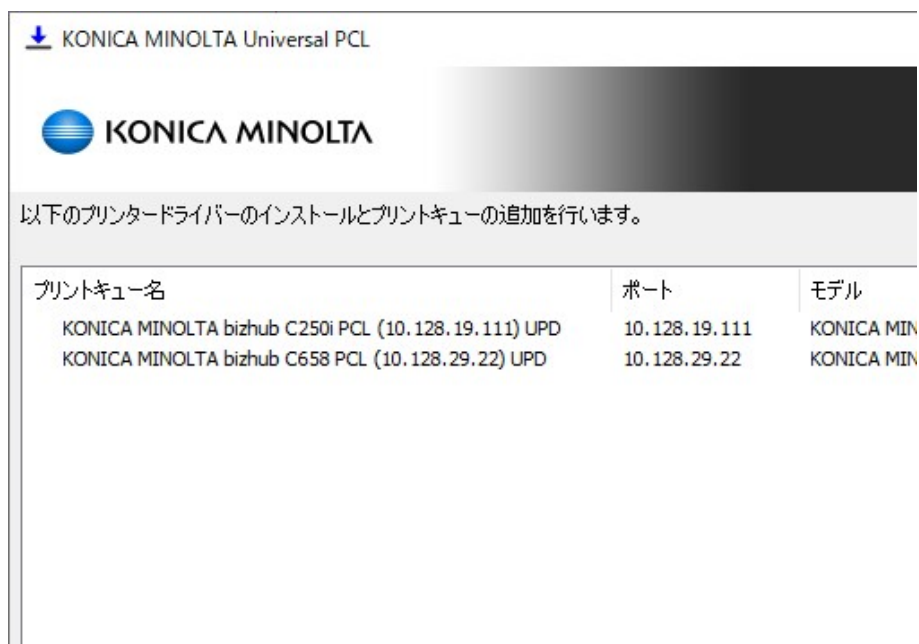 KONICA MINOLTA Universal PCL
KONICA MINOLTA
以下のプリンタードライバーのインストールとプリントキューの追加を行います。
プリントキュー名 ポート モデル
KONICA MINOLTA bizhub C250i PCL (10.128.19.111) UPD 10.128.19.111 KONICA MIN
KONICA MINOLTA bizhub C658 PCL (10.128.29.22) UPD 10.128.29.22 KONICA MIN